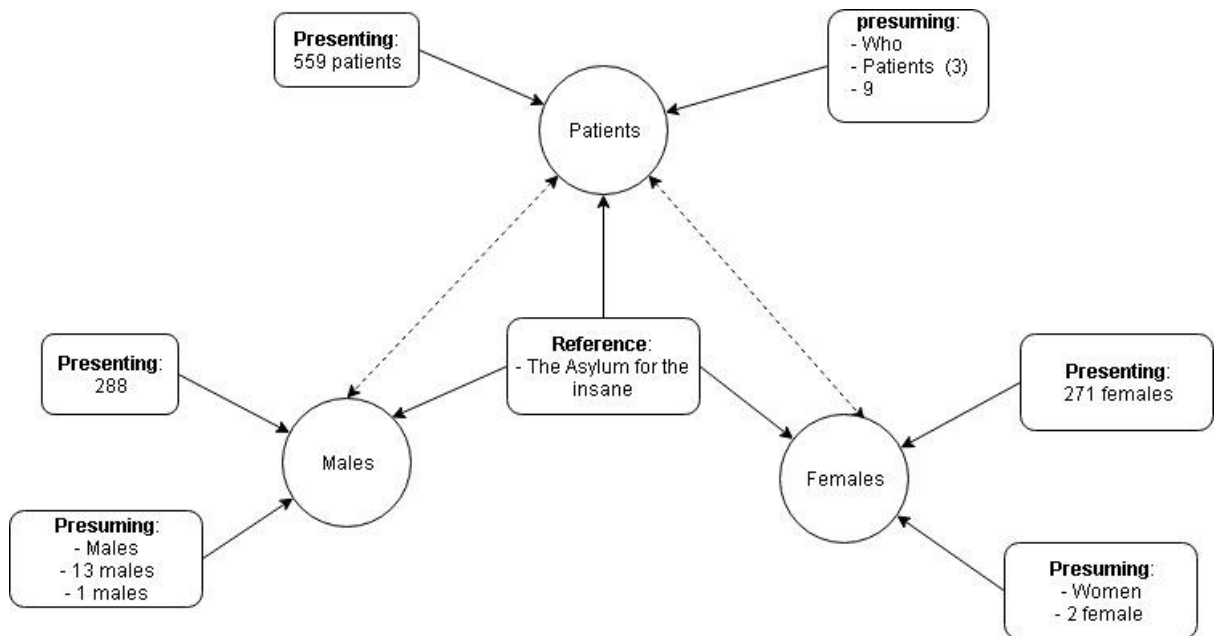 Presenting:
559 patients
presuming:
- Who
- Patients (3)
- 9
Patients
Reference:
- The Asylum for the
insane
Presenting:
288
Presenting:
271 females
Males
Females
Presuming:
- Males
- 13 males
- 1 males
Presuming:
- Women
- 2 female